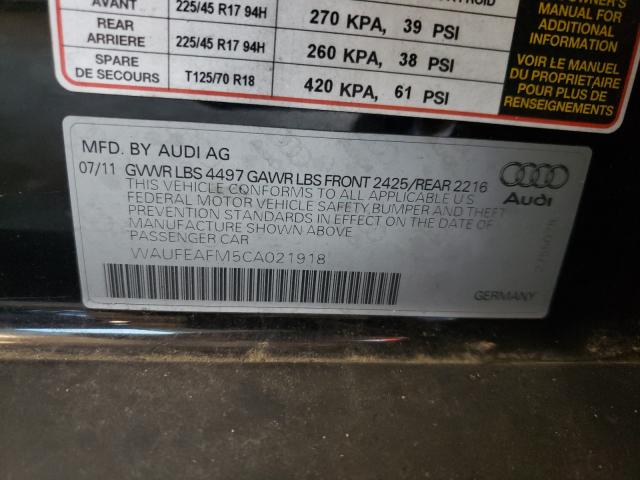 AVANT 225/45 R17 94H 270 KPA, 39 PSI
REAR
ARRIERE 225/45 R17 94H 260 KPA, 38 PSI
SPARE
DE SECOURS T125/70 R18 420 KPA, 61 PSI
OWNER'S
MANUAL FOR
ADDITIONAL
INFORMATION
VOIR LE MANUEL
DU PROPRIETAIRE
POUR PLUS DE
RENSEIGNEMENTS
MFD. BY AUDI AG
07/11 GVWR LBS 4497 GAWR LBS FRONT 2425/REAR 2216
THIS VEHICLE CONFORMS TO ALL APPLICABLE U.S.
FEDERAL MOTOR VEHICLE SAFETY, BUMPER AND THEFT
PREVENTION STANDARDS IN EFFECT ON THE DATE OF
MANUFACTURE SHOWN ABOVE
PASSENGER CAR
WAUFEAFM5CA021918
Audi
GERMANY